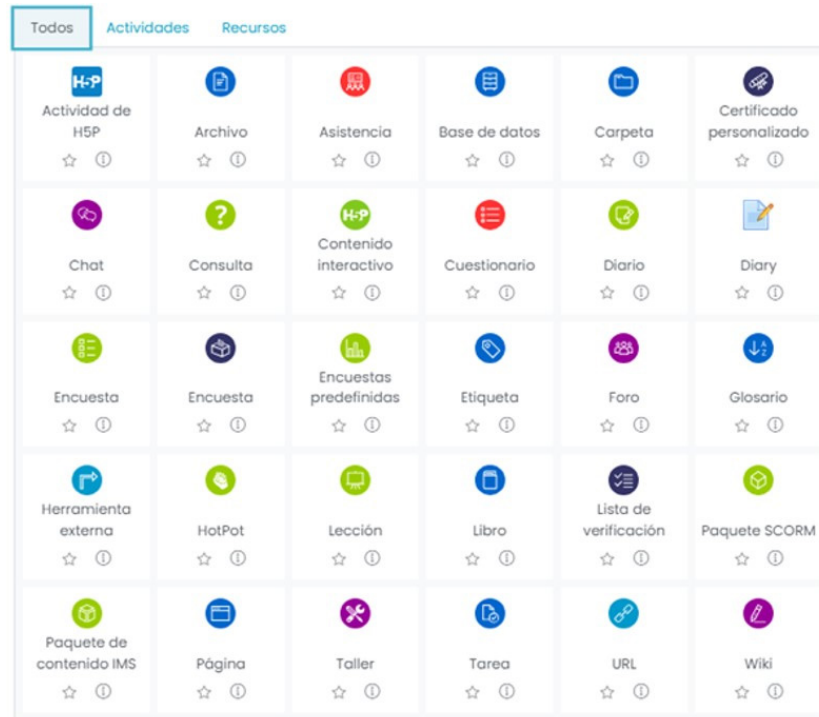 Todos Actividades Recursos
H5P
Actividad de
H5P
Archivo
Asistencia
Base de datos
Carpeta
Certificado
personalizado
Chat
Consulta
H5P
Contenido
interactivo
Cuestionario
Diario
Diary
Encuesta
Encuesta
Encuestas
predefinidas
Etiqueta
Foro
A
Z
Glosario
Herramienta
externa
HotPot
Lección
Libro
Lista de
verificación
Paquete SCORM
Paquete de
contenido IMS
Página
Taller
Tarea
URL
Wiki